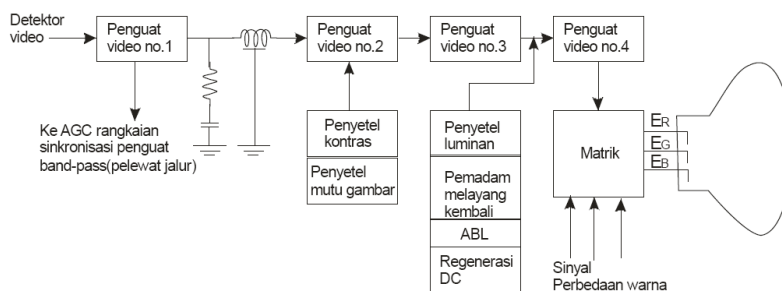 Detektor
video
Penguat
video no.1
Penguat
video no.2
Penguat
video no.3
Penguat
video no.4
Ke AGC rangkaian
sinkronisasi penguat
band-pass(pelewat jalur)
Penyetel
kontras
Penyetel
mutu gambar
Penyetel
luminan
Pemadam
melayang
kembali
ABL
Regenerasi
DC
Matrik
ER
EG
EB
Sinyal
Perbedaan warna